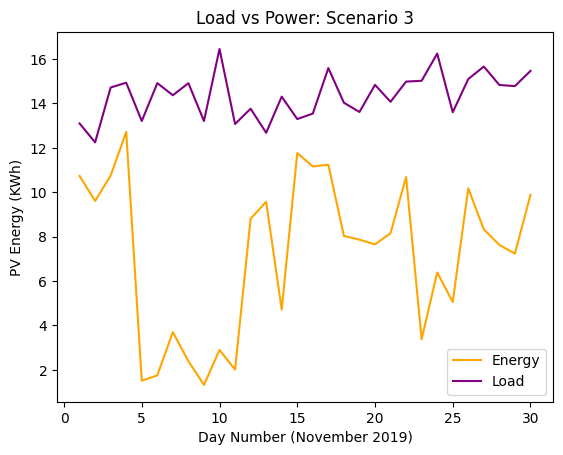 Load vs Power: Scenario 3
PV Energy (KWh)
16
14
12
10
8
6
4
2
0 5 10 15 20 25 30
Day Number (November 2019)
Energy
Load